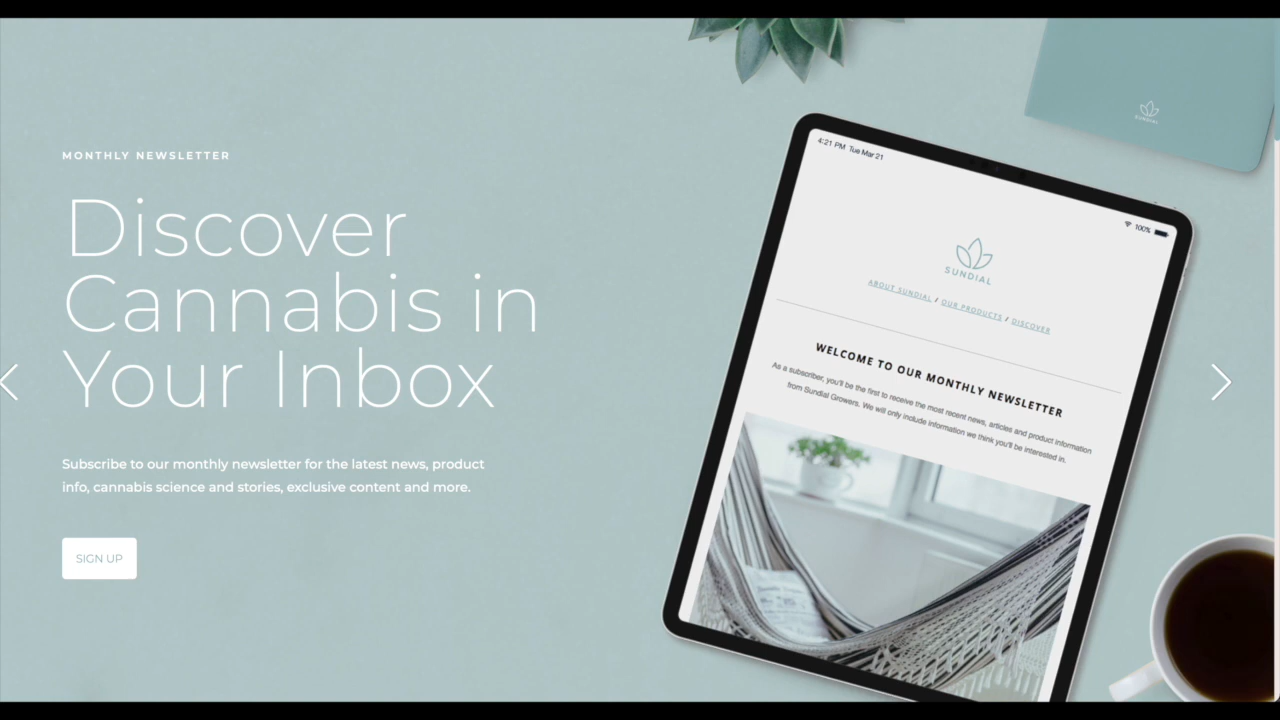 MONTHLY NEWSLETTER
Discover
Cannabis in
Your Inbox
Subscribe to our monthly newsletter for the latest news, product
info, cannabis science and stories, exclusive content and more.
SIGN UP
SUNDIAL
4:21 PM Tue Mar 21
100%
SUNDIAL
ABOUT SUNDIAL / OUR PRODUCTS / DISCOVER
WELCOME TO OUR MONTHLY NEWSLETTER
As a subscriber, you'll be the first to receive the most recent news, articles and product information
from Sundial Growers. We will only include information we think you'll be interested in.